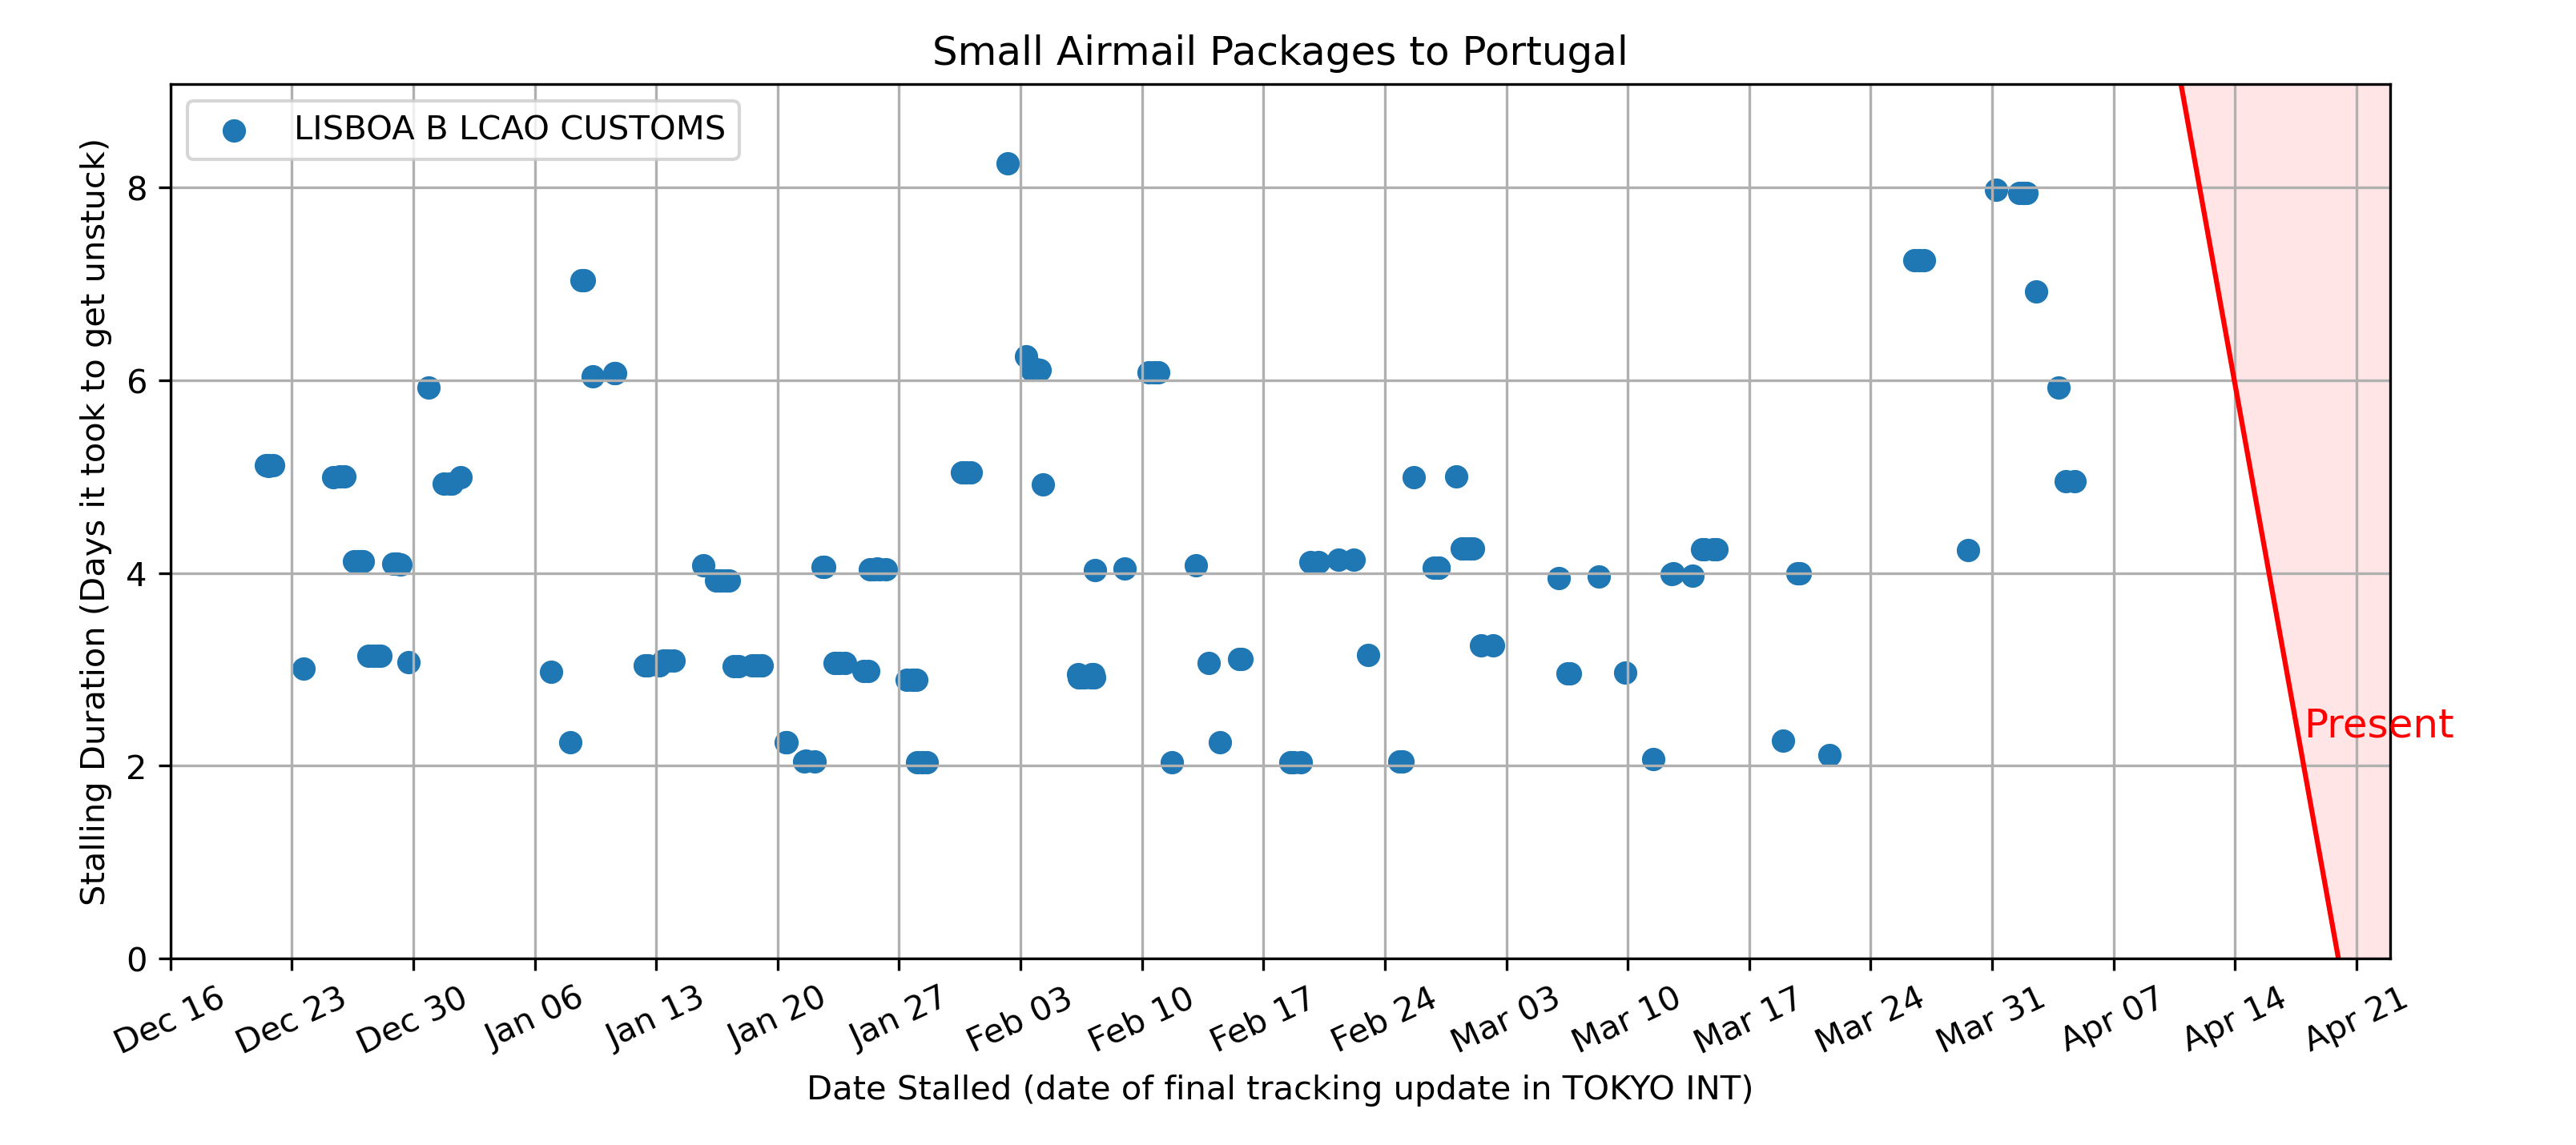 Small Airmail Packages to Portugal
LISBOA B LCAO CUSTOMS
Stalling Duration (Days it took to get unstuck)
8
6
4
2
0
Present
Dec 16
Dec 23
Dec 30
Jan 06
Jan 13
Jan 20
Jan 27
Feb 03
Feb 10
Feb 17
Feb 24
Mar 03
Mar 10
Mar 17
Mar 24
Mar 31
Apr 07
Apr 14
Apr 21
Date Stalled (date of final tracking update in TOKYO INT)